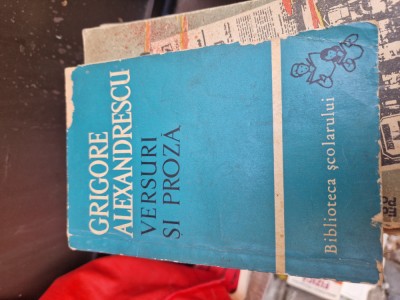 GRIGORE
ALEXANDRESCU
VERSURI
ȘI PROZĂ
Biblioteca școlarului